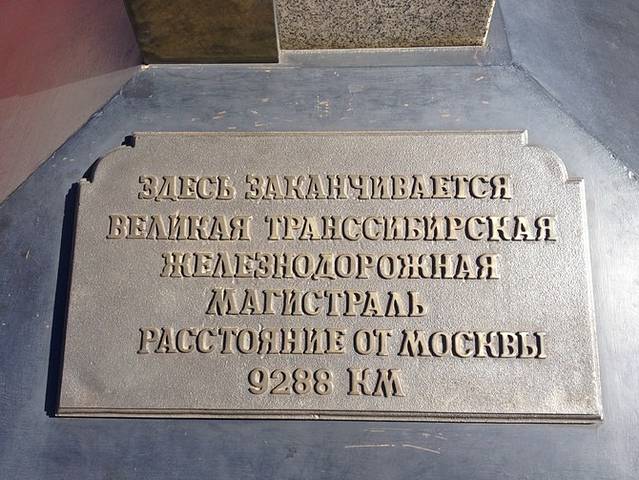 ЗДЕСЬ ЗАКАНЧИВАЕТСЯ
ВЕЛИКАЯ ТРАНССИБИРСКАЯ
ЖЕЛЕЗНОДОРОЖНАЯ
МАГИСТРАЛЬ
РАССТОЯНИЕ ОТ МОСКВЫ
9288 КМ